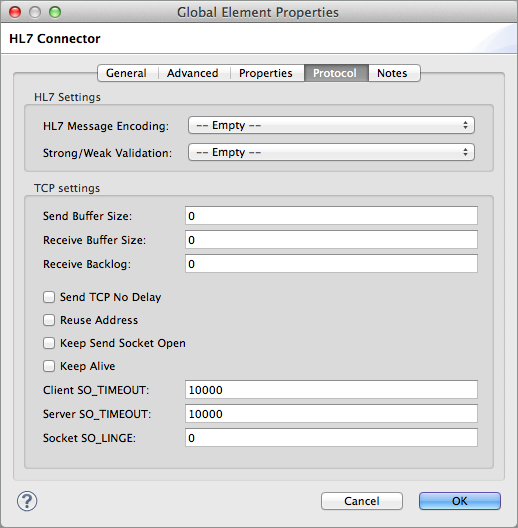 Global Element Properties
HL7 Connector
General Advanced Properties Protocol Notes
HL7 Settings
HL7 Message Encoding: -- Empty --
Strong/Weak Validation: -- Empty --
TCP settings
Send Buffer Size: 0
Receive Buffer Size: 0
Receive Backlog: 0
Send TCP No Delay
Reuse Address
Keep Send Socket Open
Keep Alive
Client SO_TIMEOUT: 10000
Server SO_TIMEOUT: 10000
Socket SO_LINGE: 0
? Cancel OK